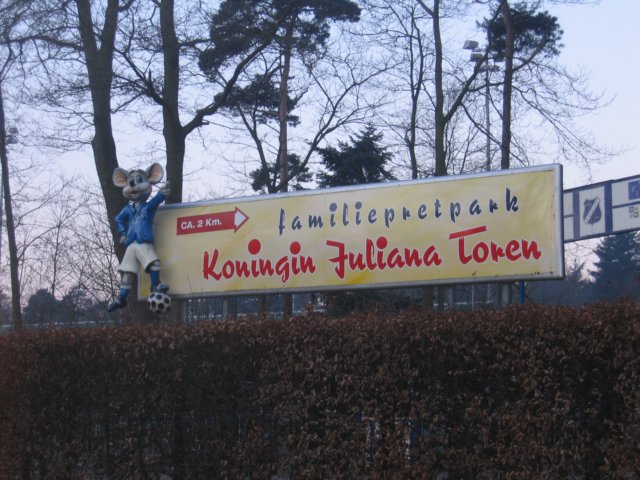 CA. 2 Km.
familiepretpark
Koningin Juliana Toren